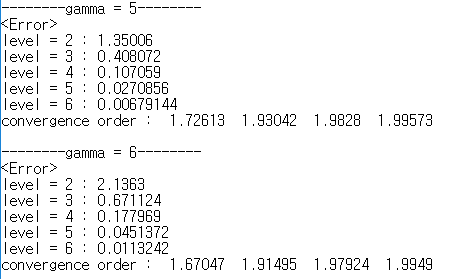 --------gamma = 5--------
<Error>
level = 2 : 1.35006
level = 3 : 0.408072
level = 4 : 0.107059
level = 5 : 0.0270856
level = 6 : 0.00679144
convergence order :  1.72613  1.93042  1.9828  1.99573
--------gamma = 6--------
<Error>
level = 2 : 2.1363
level = 3 : 0.671124
level = 4 : 0.177969
level = 5 : 0.0451372
level = 6 : 0.0113242
convergence order :  1.67047  1.91495  1.97924  1.9949